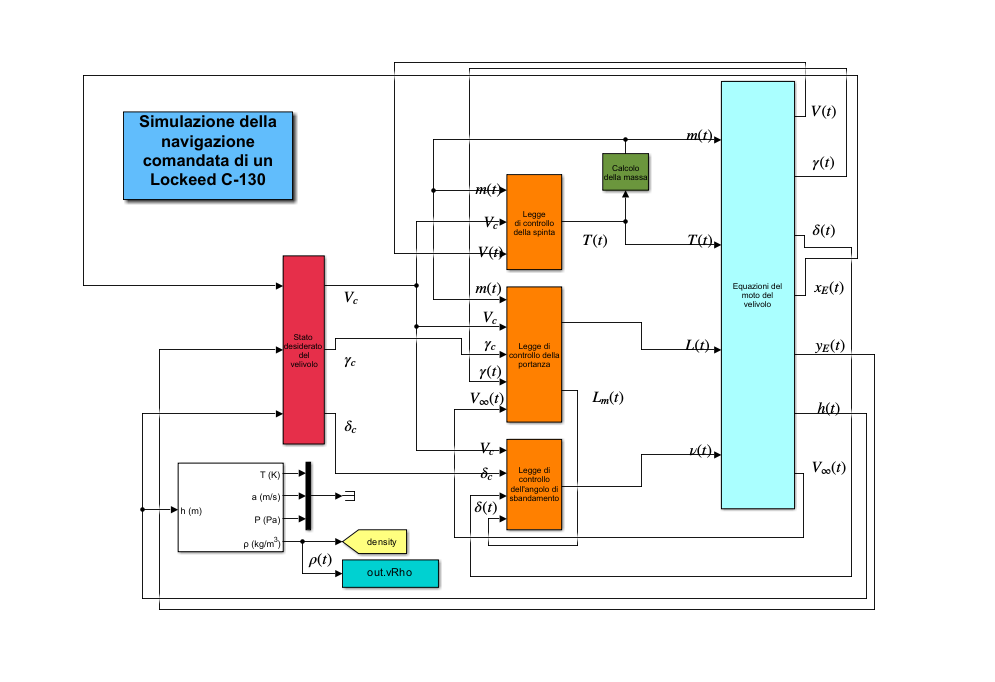 Simulazione della
navigazione
comandata di un
Lockeed C-130
V(t)
m(t)
γ(t)
Calcolo
della massa
m(t)
Legge
di controllo
della spinta
V_c
δ(t)
T(t)
T(t)
V(t)
Equazioni del
moto del
velivolo
x_E(t)
m(t)
V_c
V_c
L(t)
y_E(t)
Stato
desiderato
del
velivolo
γ_c
γ_c
Legge di
controllo della
portanza
γ(t)
V_∞(t)
L_m(t)
h(t)
δ_c
V_c
ν(t)
V_∞(t)
δ_c
Legge di
controllo
dell'angolo di
sbandamento
δ(t)
T (K)
a (m/s)
h (m)
P (Pa)
ρ (kg/m³)
density
ρ(t)
out.vRho